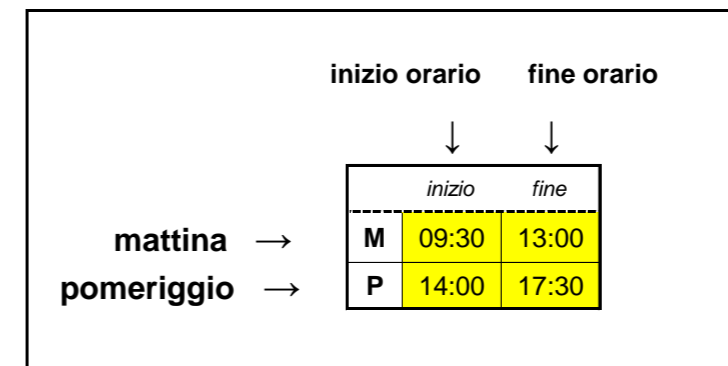 inizio orario fine orario
↓ ↓
inizio fine
mattina → M 09:30 13:00
pomeriggio → P 14:00 17:30